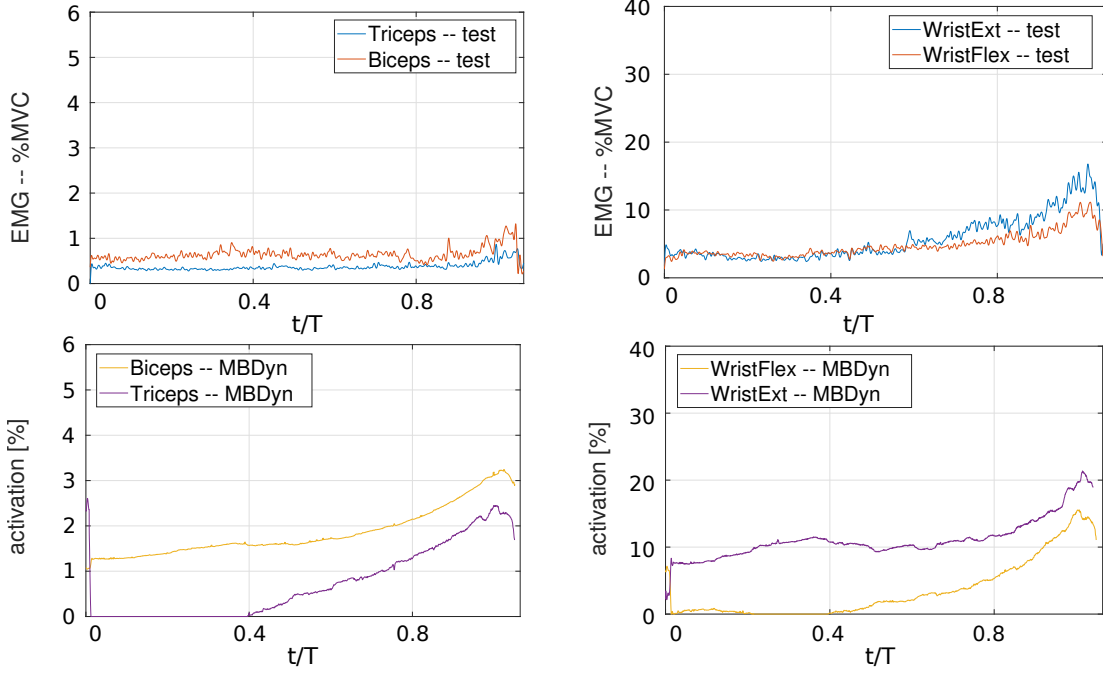 6
5
4
3
2
1
0
EMG -- %MVC
Triceps -- test
Biceps -- test
0
0.4
0.8
t/T
40
30
20
10
0
EMG -- %MVC
WristExt -- test
WristFlex -- test
0
0.4
0.8
t/T
6
5
4
3
2
1
0
activation [%]
Biceps -- MBDyn
Triceps -- MBDyn
0
0.4
0.8
t/T
40
30
20
10
0
activation [%]
WristFlex -- MBDyn
WristExt -- MBDyn
0
0.4
0.8
t/T